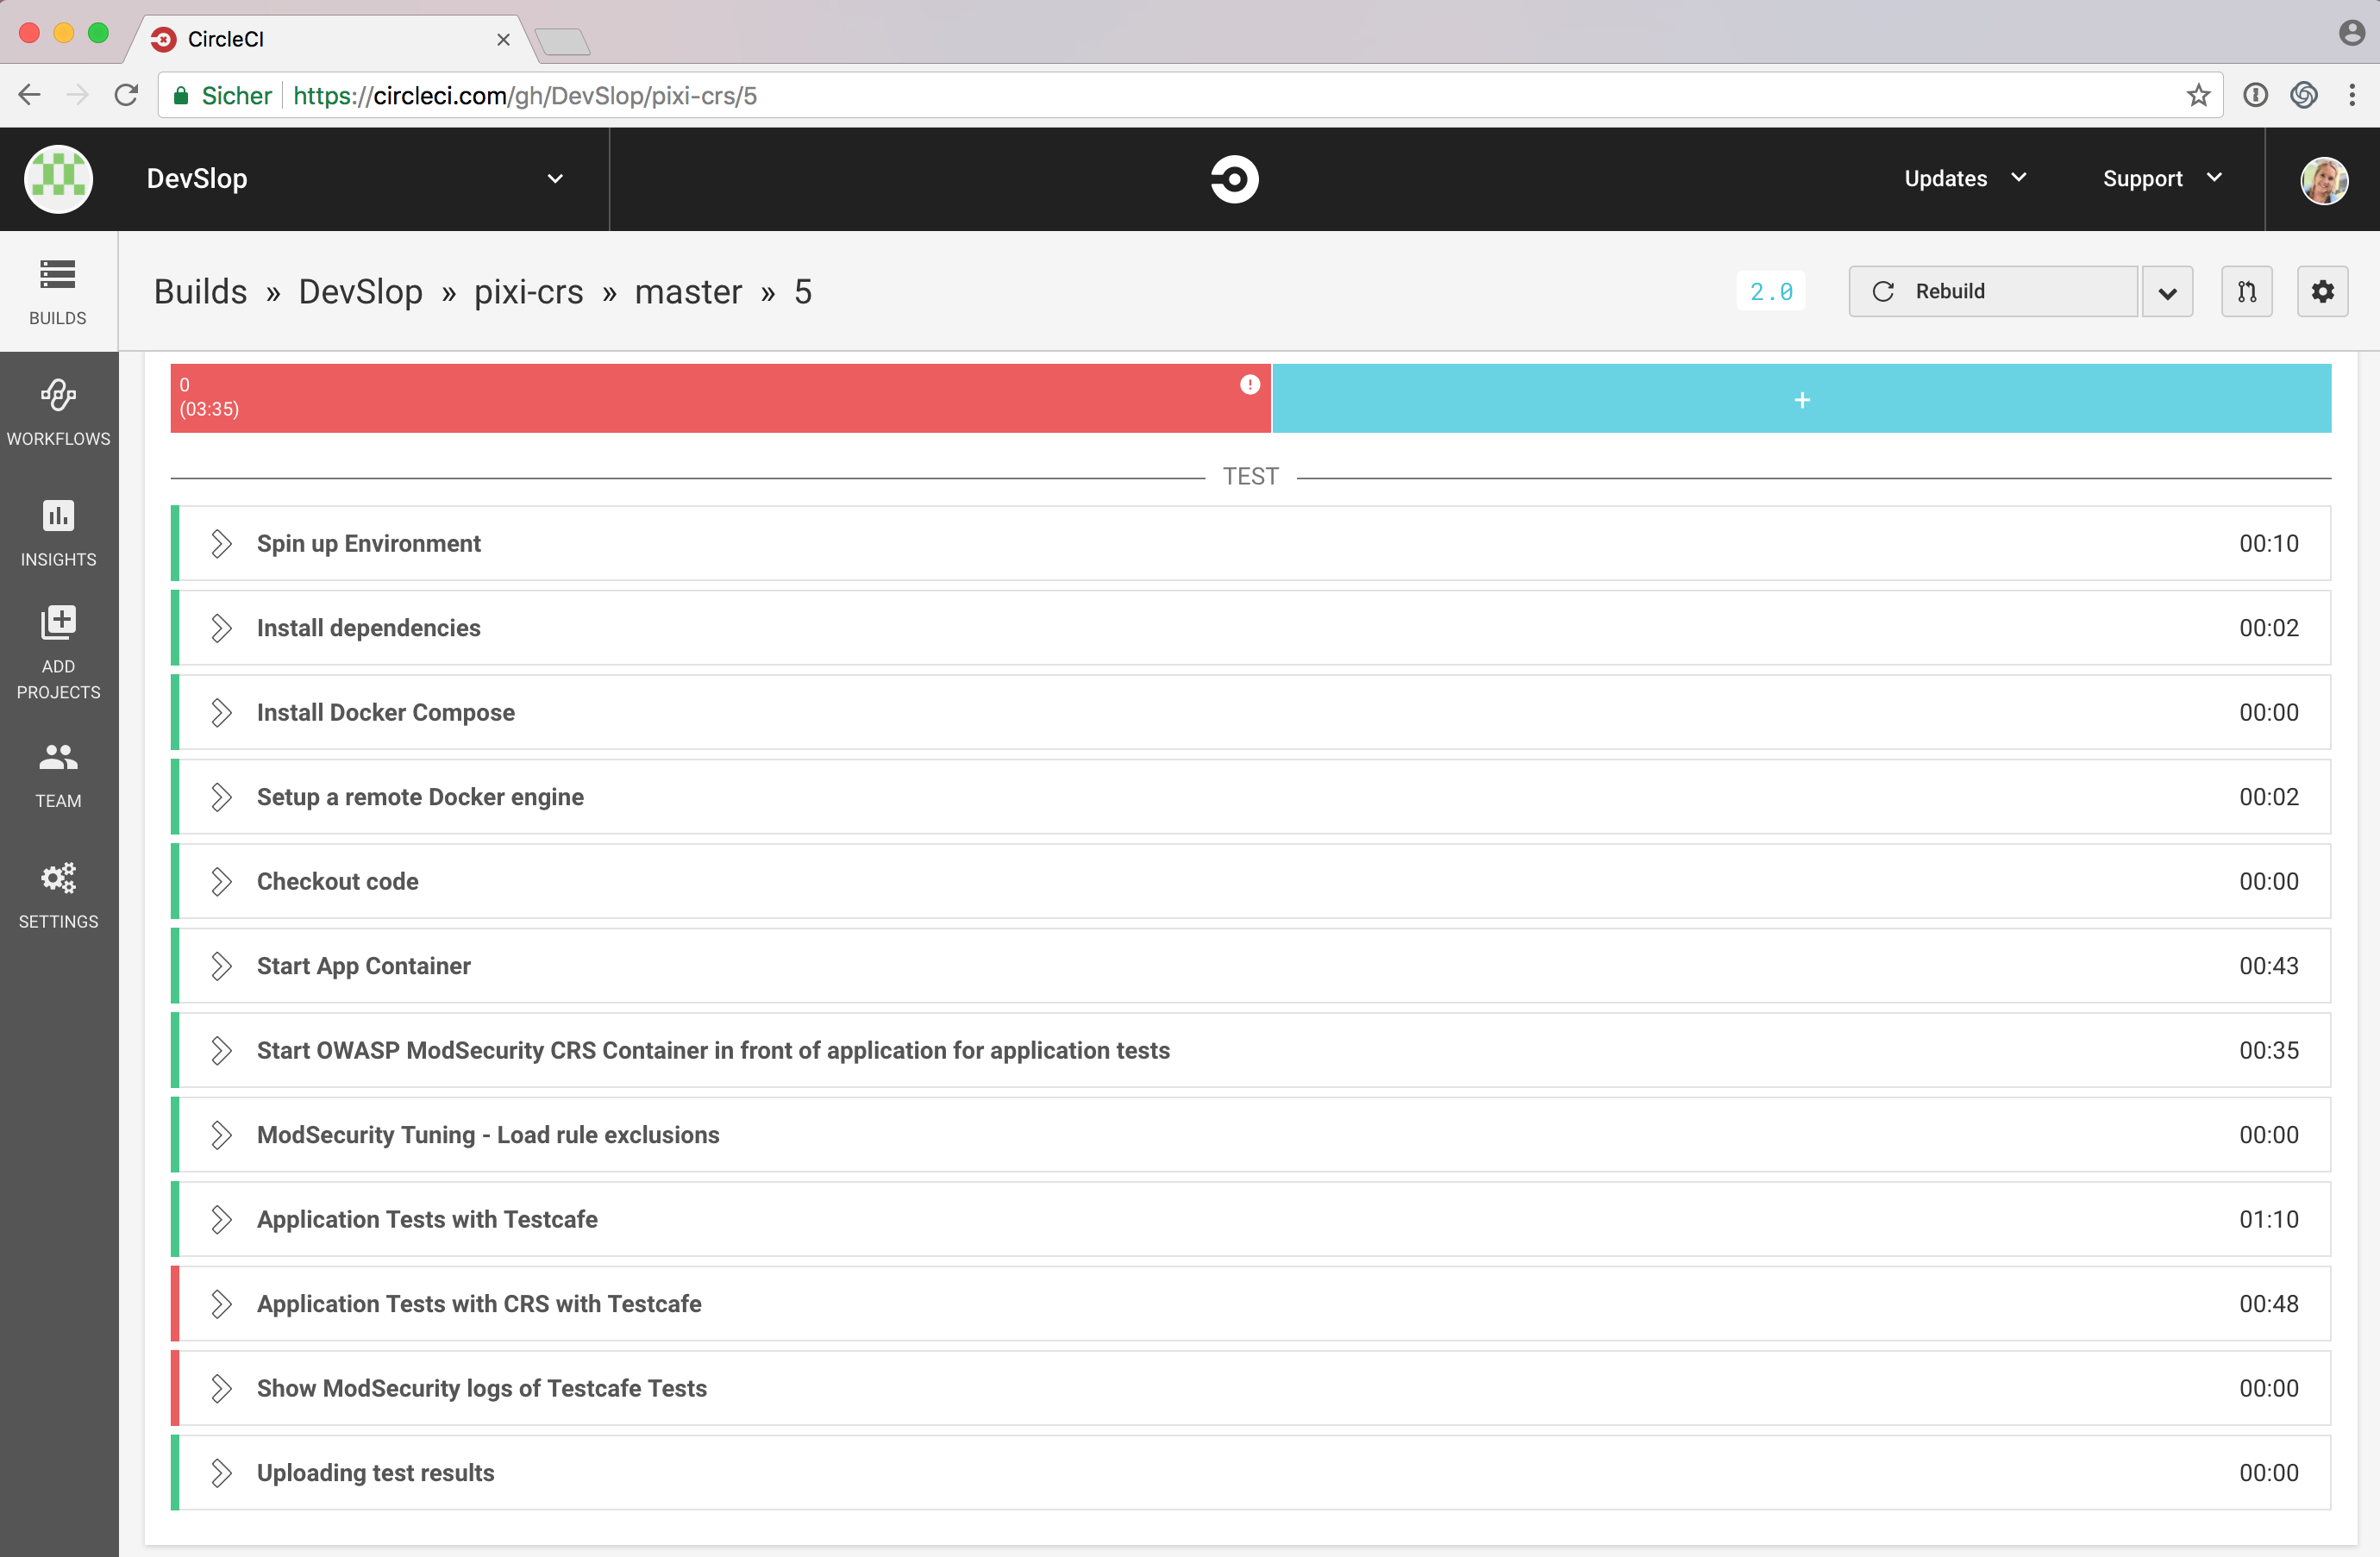 CircleCI
Sicher https://circleci.com/gh/DevSlop/pixi-crs/5
DevSlop
Updates
Support
BUILDS
WORKFLOWS
INSIGHTS
ADD
PROJECTS
TEAM
SETTINGS
Builds » DevSlop » pixi-crs » master » 5
2.0
Rebuild
0
(03:35)
+
TEST
Spin up Environment 00:10
Install dependencies 00:02
Install Docker Compose 00:00
Setup a remote Docker engine 00:02
Checkout code 00:00
Start App Container 00:43
Start OWASP ModSecurity CRS Container in front of application for application tests 00:35
ModSecurity Tuning - Load rule exclusions 00:00
Application Tests with Testcafe 01:10
Application Tests with CRS with Testcafe 00:48
Show ModSecurity logs of Testcafe Tests 00:00
Uploading test results 00:00